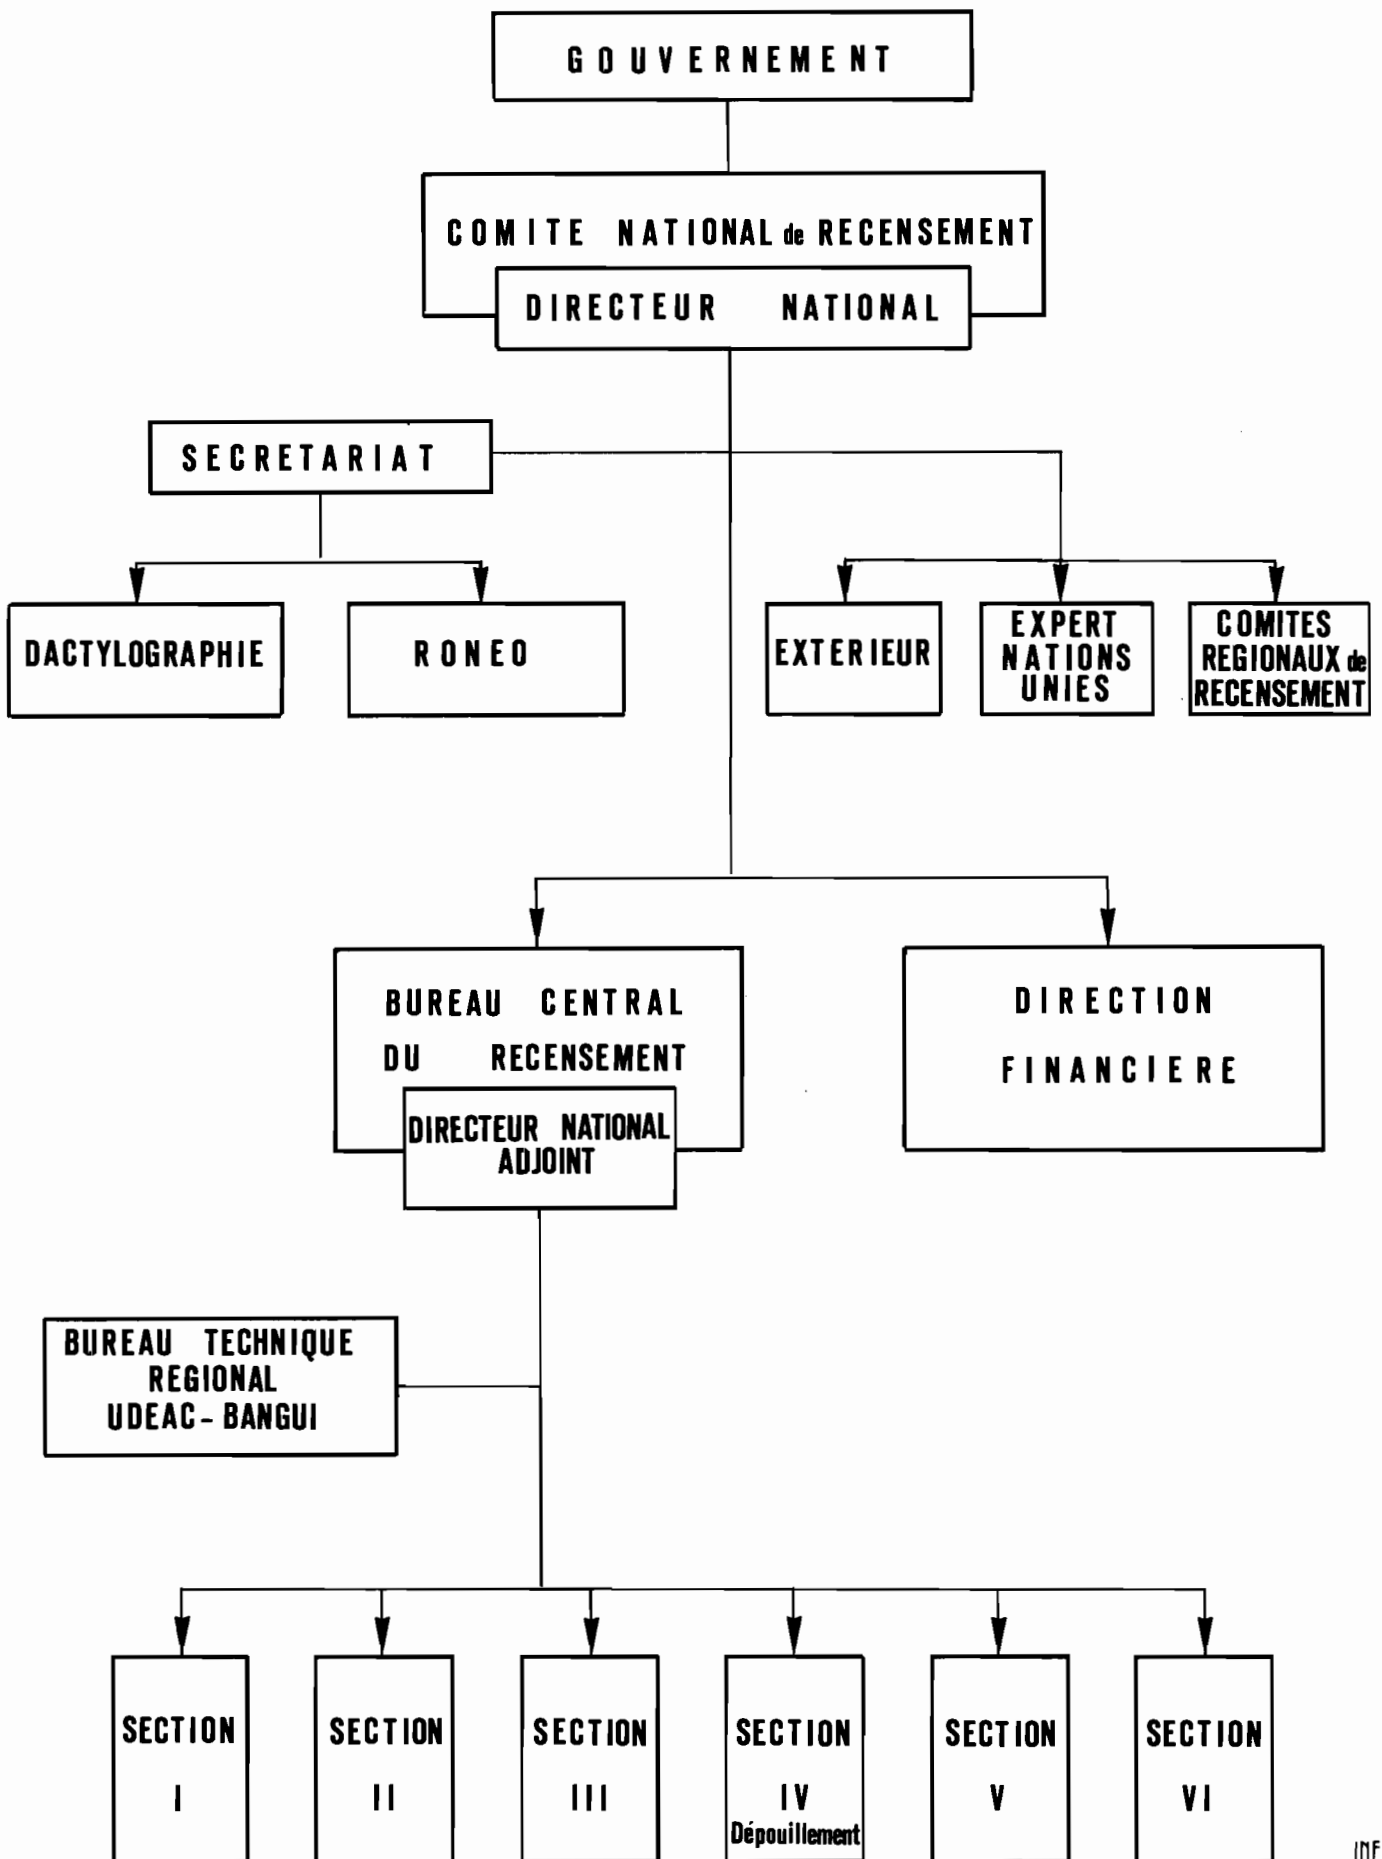 GOUVERNEMENT
COMITE NATIONAL de RECENSEMENT
DIRECTEUR NATIONAL
SECRETARIAT
DACTYLOGRAPHIE
RONEO
EXTERIEUR
EXPERT
NATIONS
UNIES
COMITES
REGIONAUX de
RECENSEMENT
BUREAU CENTRAL
DU RECENSEMENT
DIRECTEUR NATIONAL
ADJOINT
DIRECTION
FINANCIERE
BUREAU TECHNIQUE
REGIONAL
UDEAC - BANGUI
SECTION
I
SECTION
II
SECTION
III
SECTION
IV
Dépouillement
SECTION
V
SECTION
VI